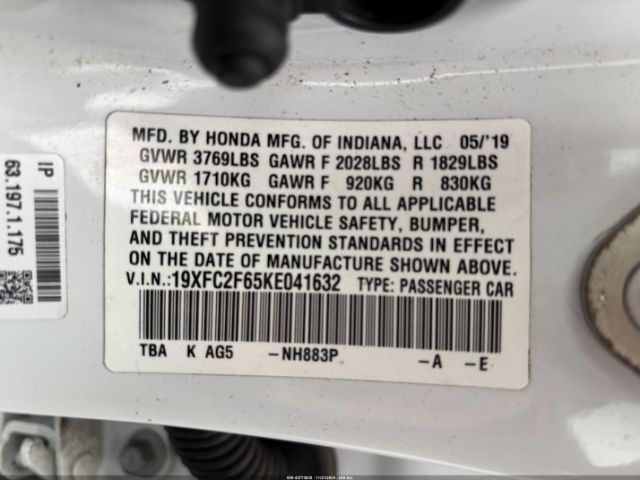 MFD. BY HONDA MFG. OF INDIANA, LLC 05/'19
GVWR 3769LBS GAWR F 2028LBS R 1829LBS
GVWR 1710KG GAWR F 920KG R 830KG
THIS VEHICLE CONFORMS TO ALL APPLICABLE
FEDERAL MOTOR VEHICLE SAFETY, BUMPER,
AND THEFT PREVENTION STANDARDS IN EFFECT
ON THE DATE OF MANUFACTURE SHOWN ABOVE.
V.I.N.:19XFC2F65KE041632 TYPE: PASSENGER CAR
TBA K AG5 -NH883P -A -E
IP
63.197.1.175